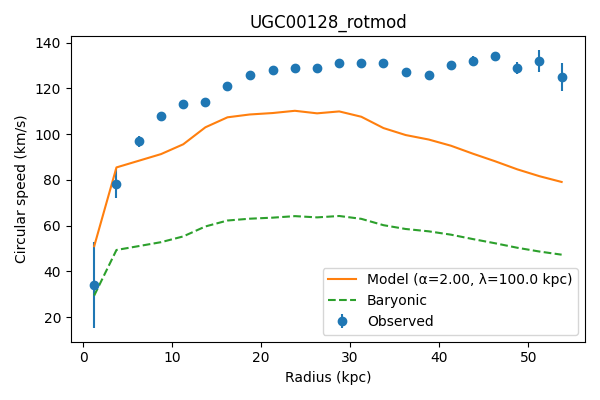 UGC00128_rotmod
Circular speed (km/s)
140
120
100
80
60
40
20
0
10
20
30
40
50
Radius (kpc)
Model (α=2.00, λ=100.0 kpc)
Baryonic
Observed